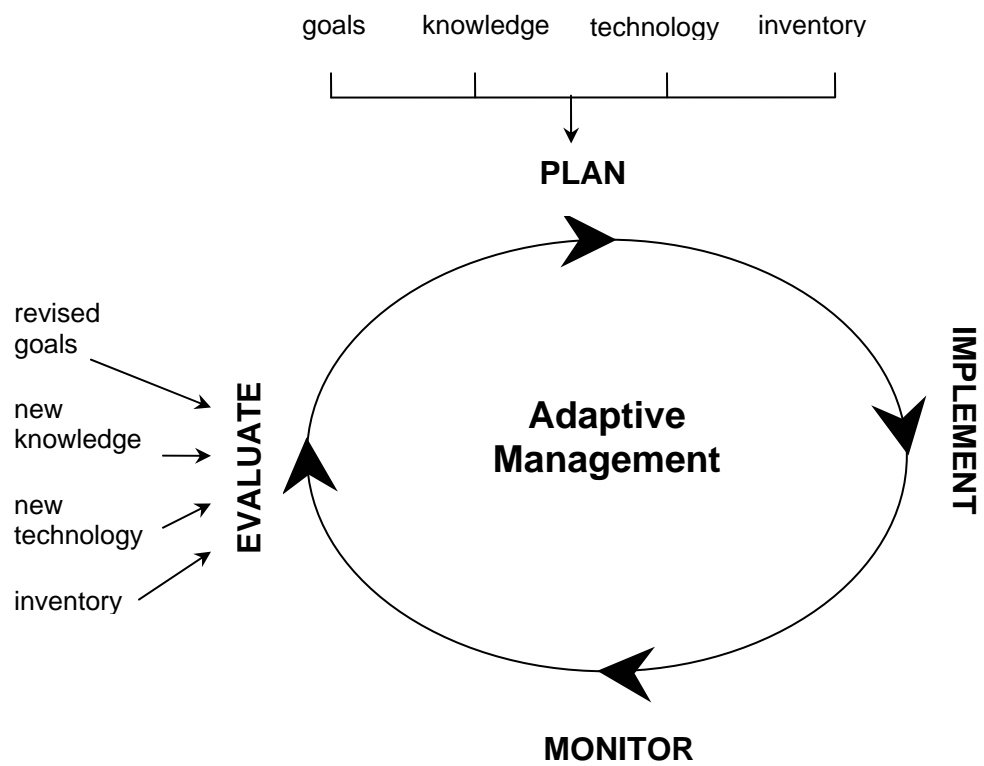 goals knowledge technology inventory
PLAN
revised
goals
new
knowledge
new
technology
inventory
EVALUATE
Adaptive
Management
IMPLEMENT
MONITOR